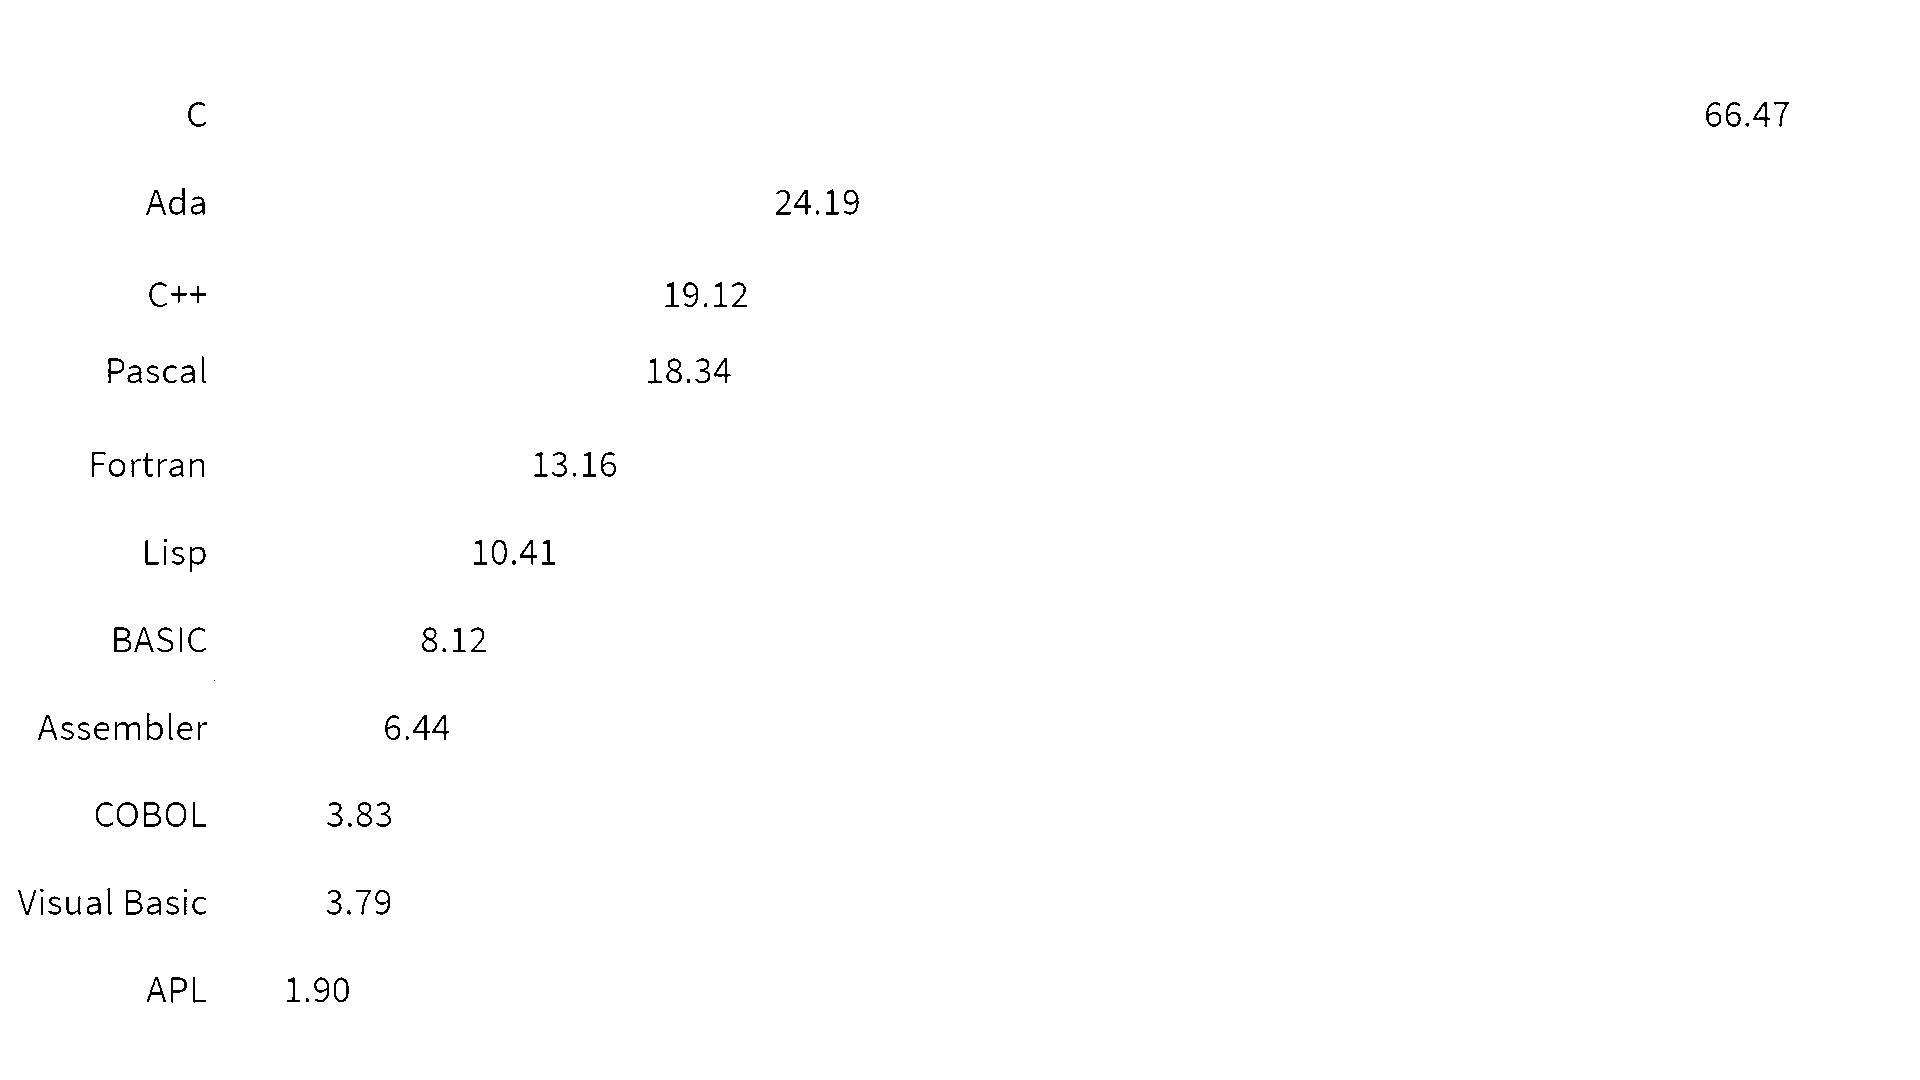 C 66.47
Ada 24.19
C++ 19.12
Pascal 18.34
Fortran 13.16
Lisp 10.41
BASIC 8.12
Assembler 6.44
COBOL 3.83
Visual Basic 3.79
APL 1.90